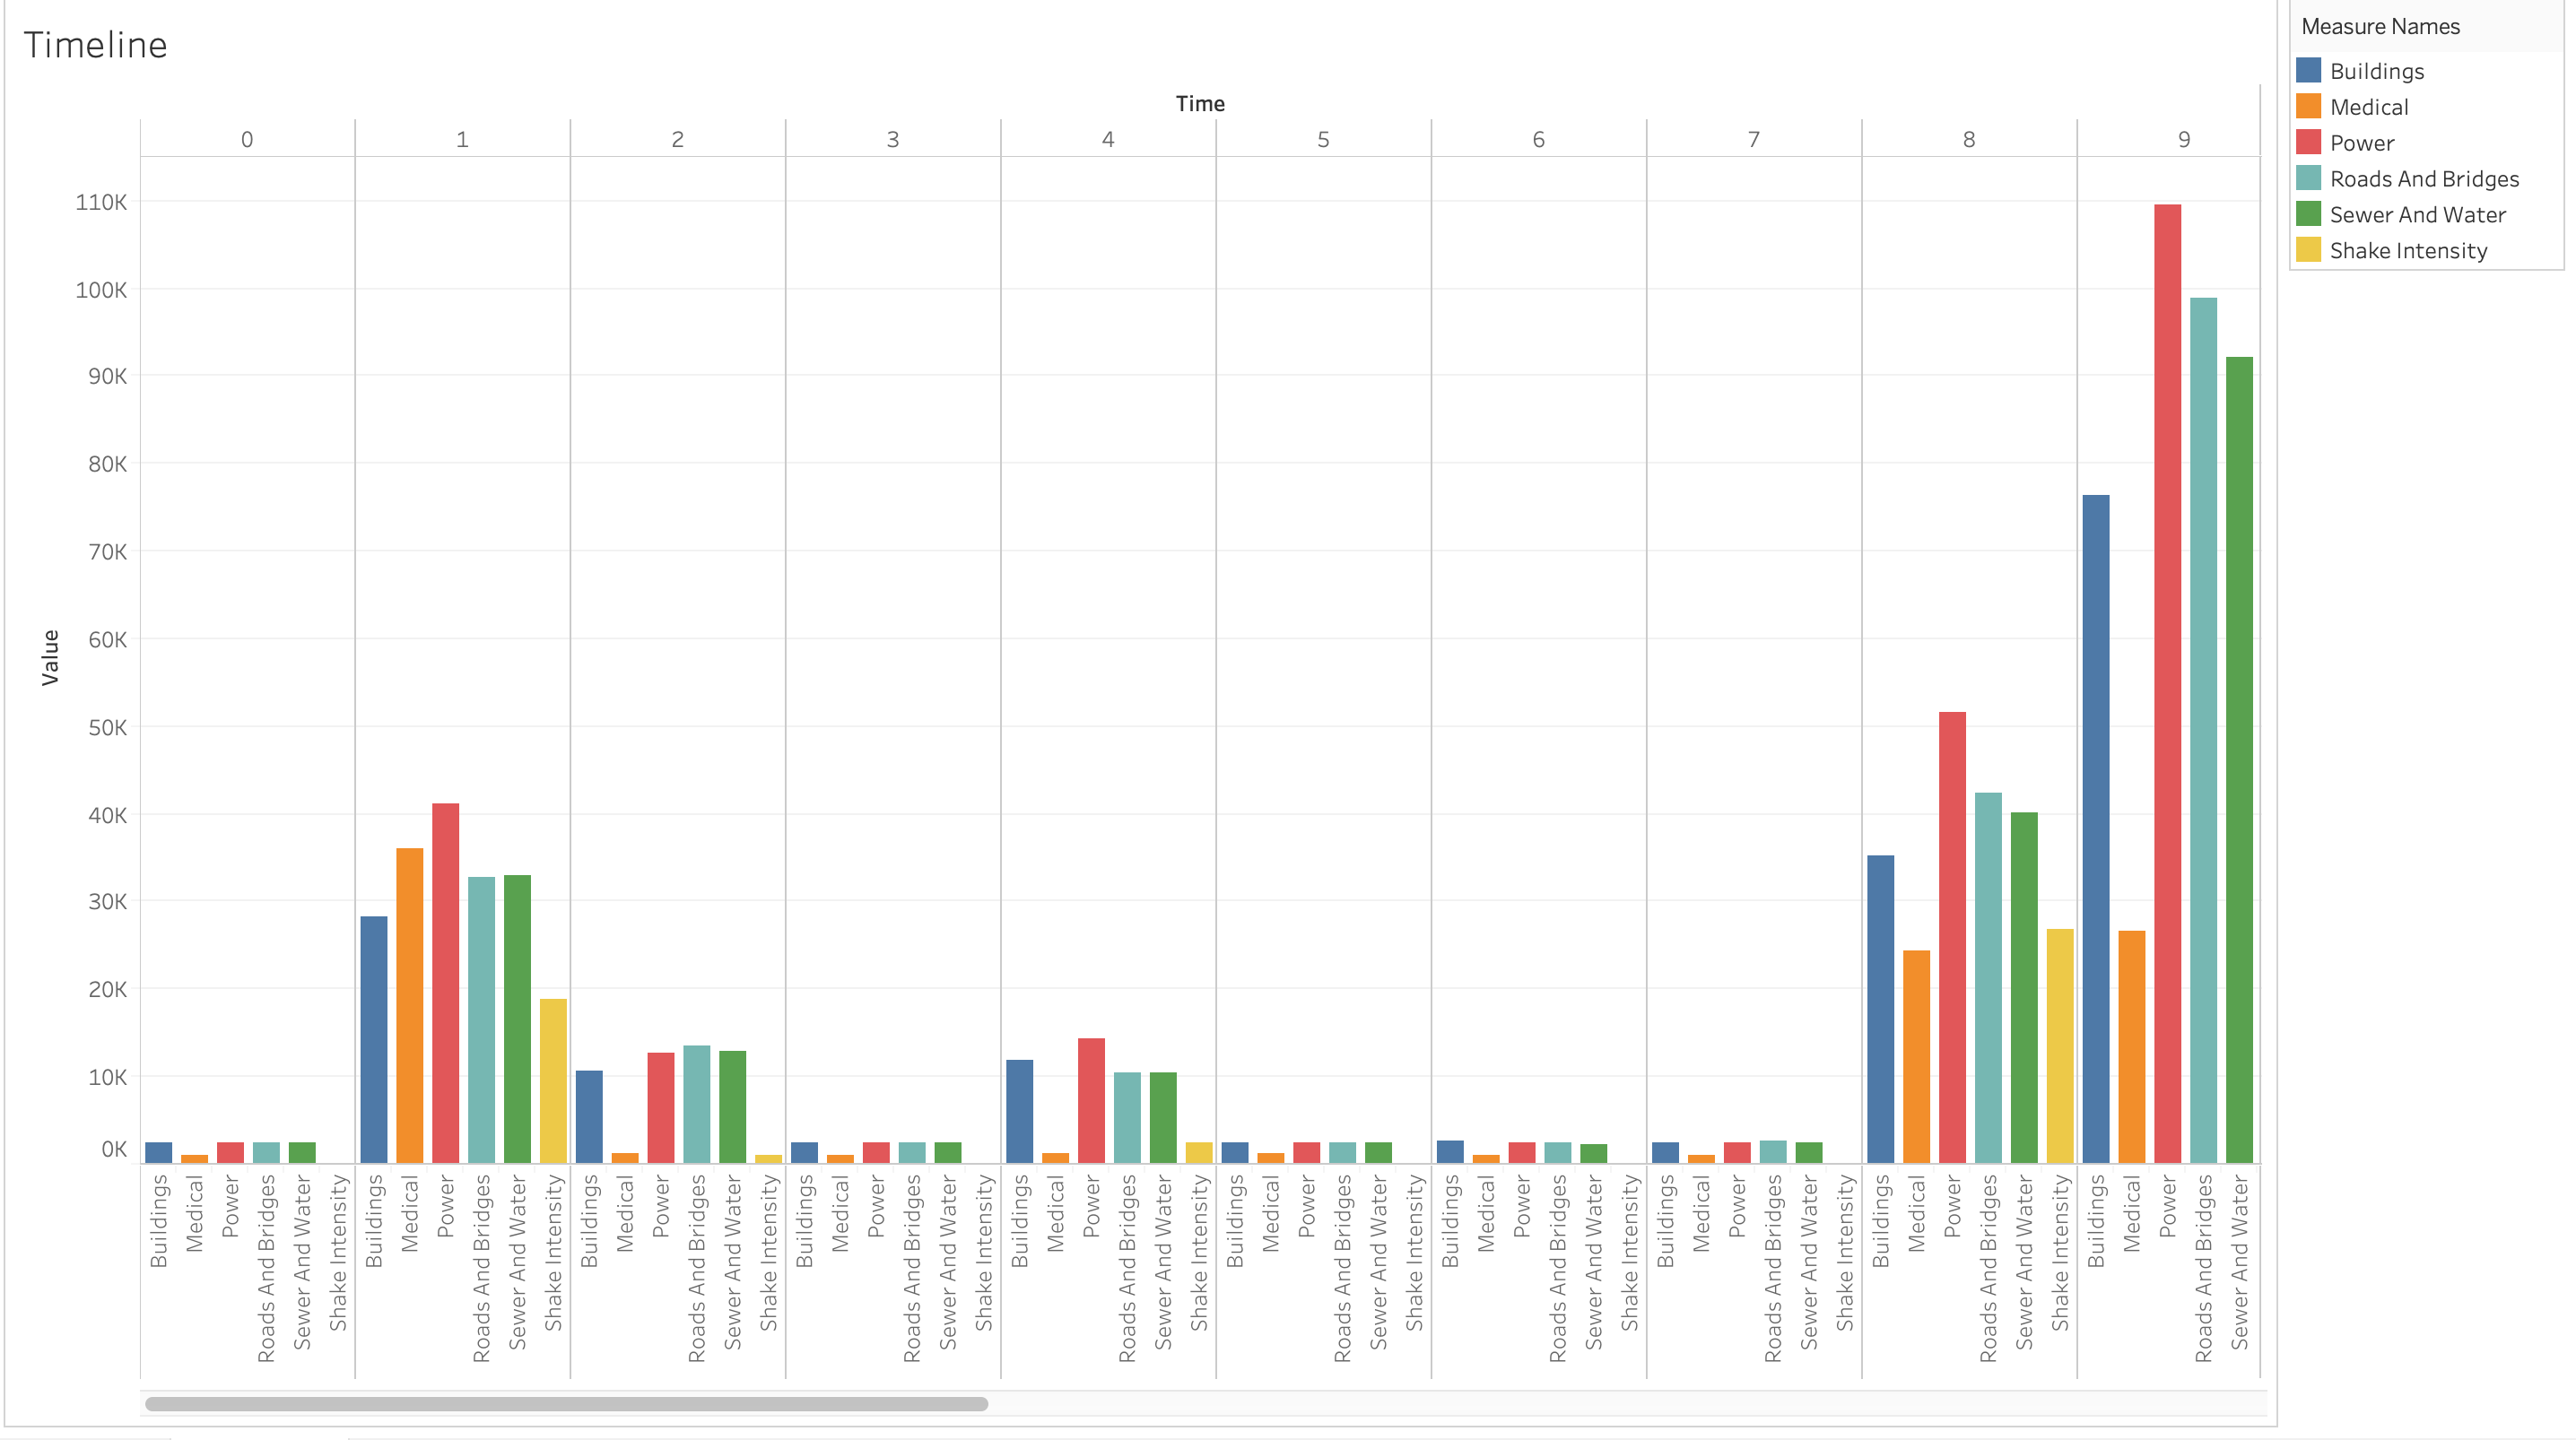 Timeline
Measure Names
Buildings
Medical
Power
Roads And Bridges
Sewer And Water
Shake Intensity
Time
0 1 2 3 4 5 6 7 8 9
110K
100K
90K
80K
70K
60K
50K
40K
30K
20K
10K
0K
Value
Buildings Medical Power Roads And Bridges Sewer And Water Shake Intensity
Buildings Medical Power Roads And Bridges Sewer And Water Shake Intensity
Buildings Medical Power Roads And Bridges Sewer And Water Shake Intensity
Buildings Medical Power Roads And Bridges Sewer And Water Shake Intensity
Buildings Medical Power Roads And Bridges Sewer And Water Shake Intensity
Buildings Medical Power Roads And Bridges Sewer And Water Shake Intensity
Buildings Medical Power Roads And Bridges Sewer And Water Shake Intensity
Buildings Medical Power Roads And Bridges Sewer And Water Shake Intensity
Buildings Medical Power Roads And Bridges Sewer And Water Shake Intensity
Buildings Medical Power Roads And Bridges Sewer And Water